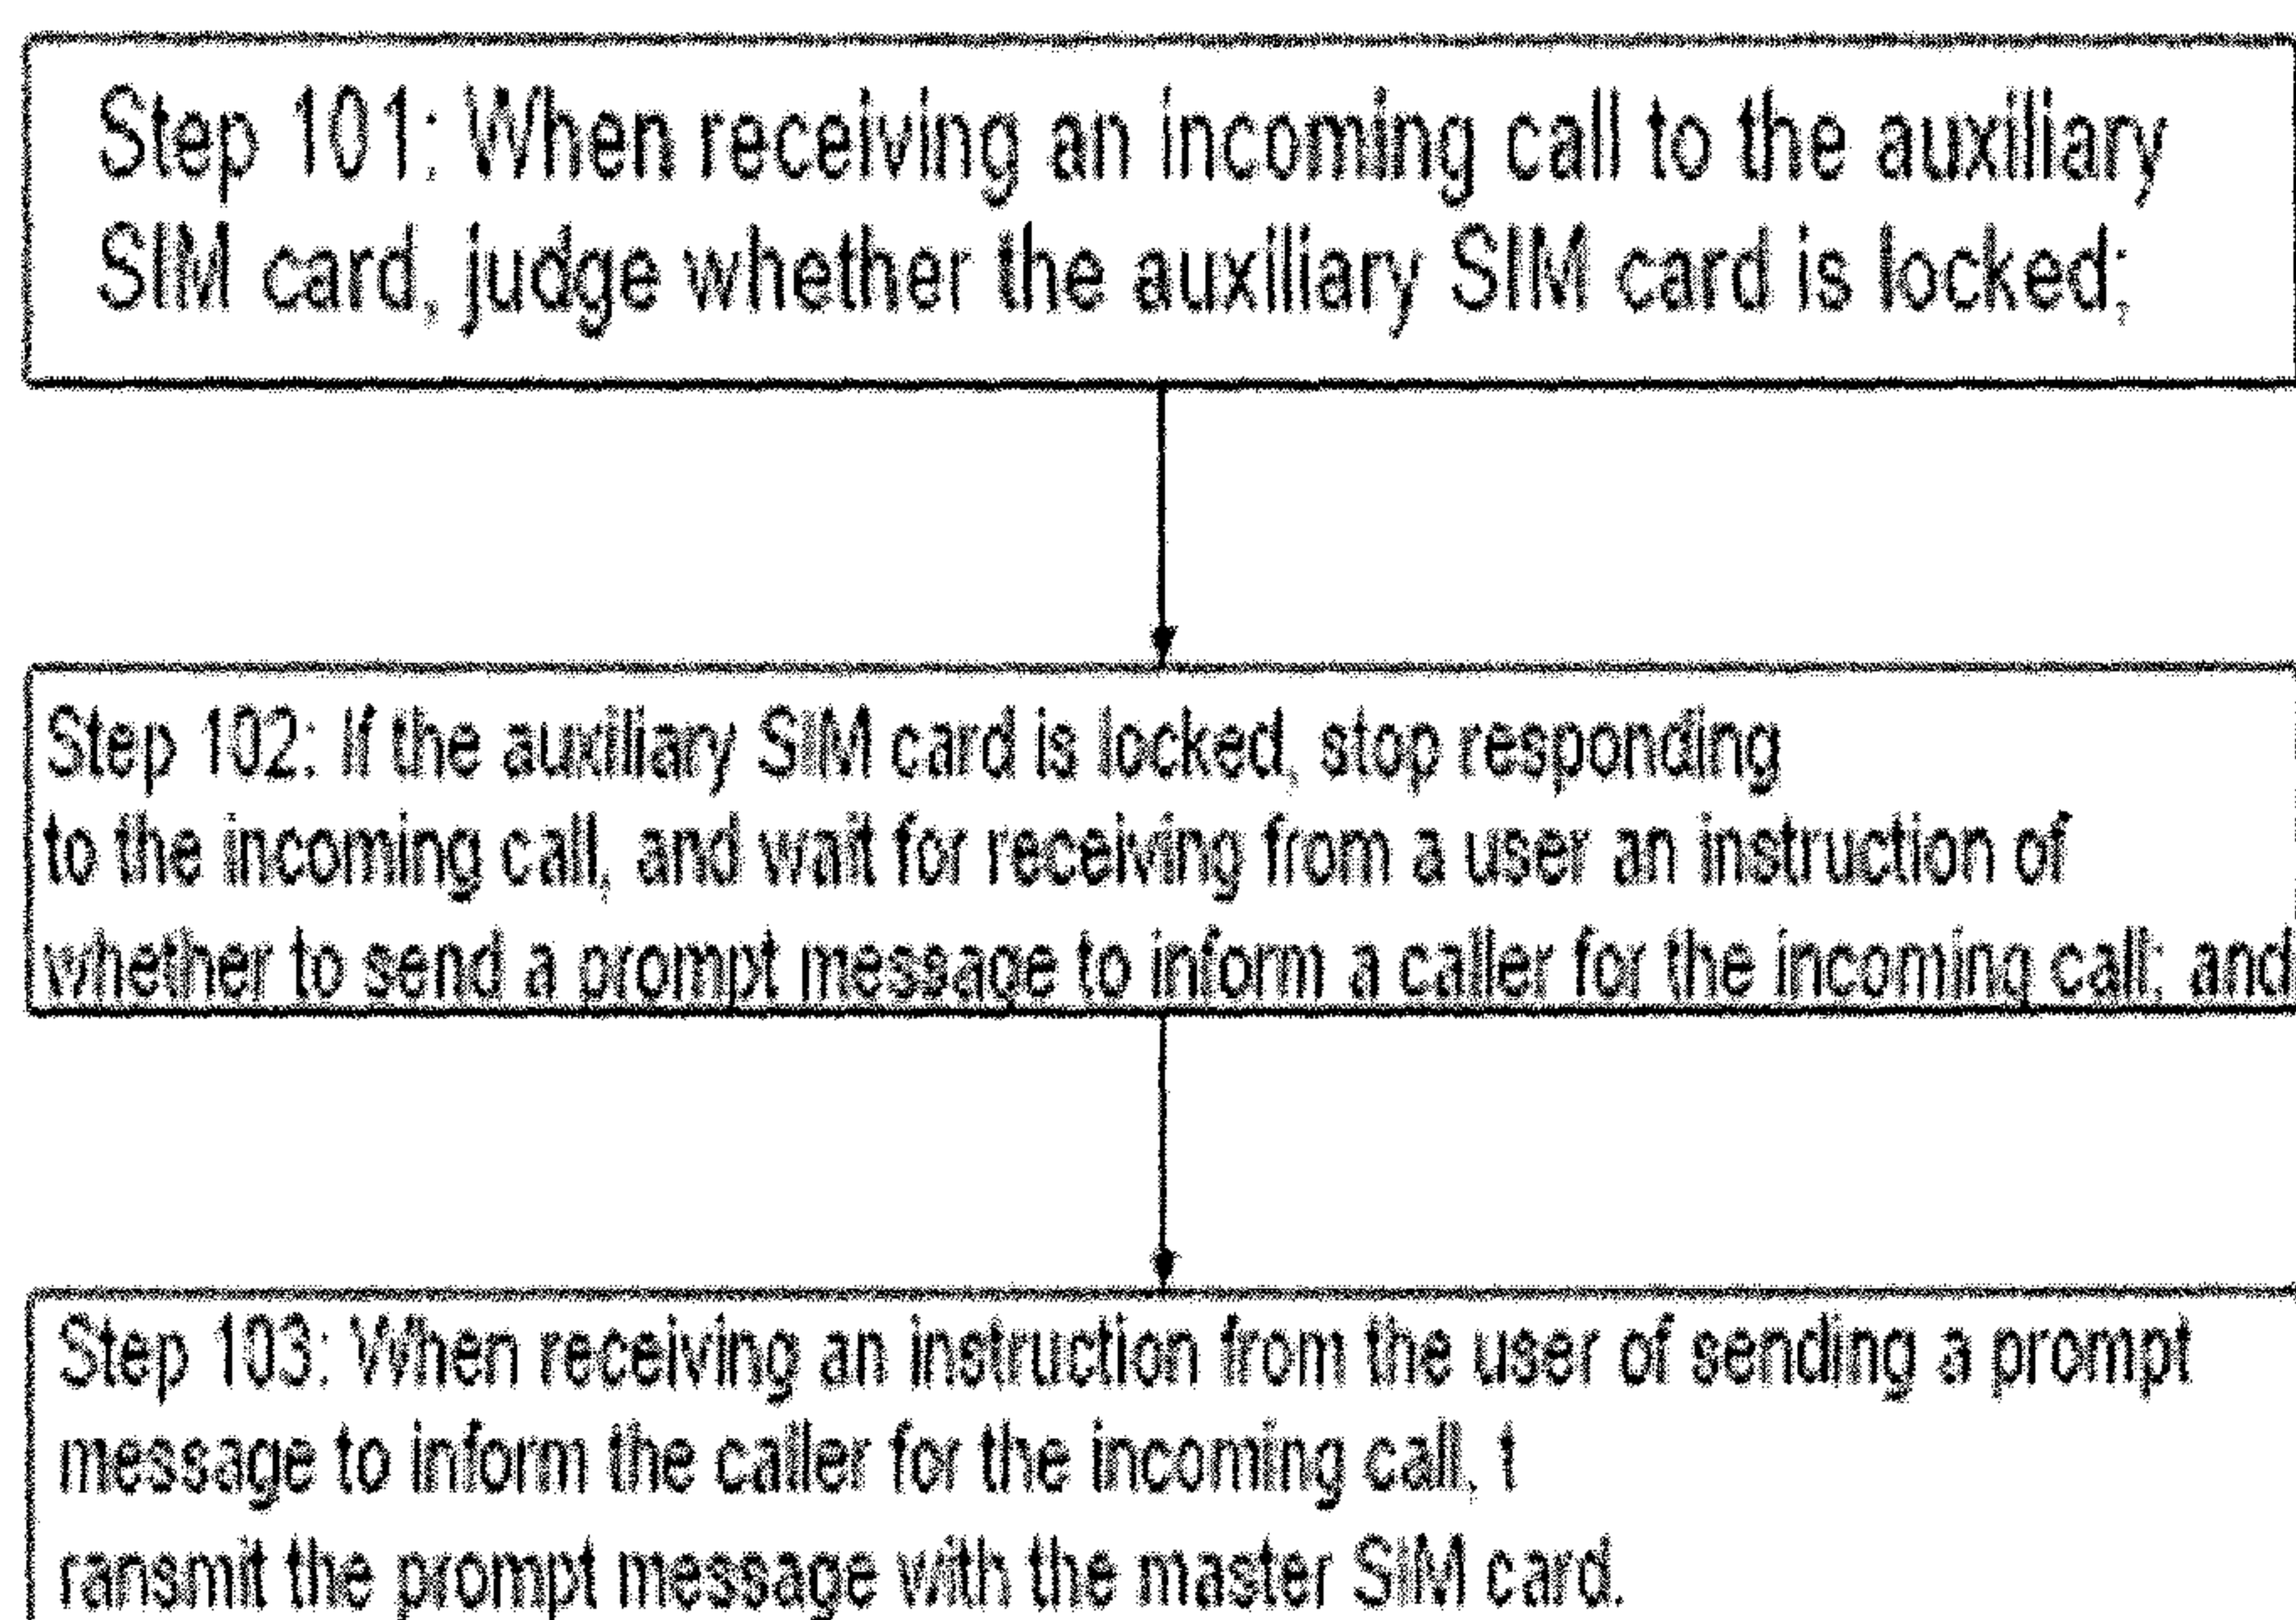 Step 101: When receiving an incoming call to the auxiliary
SIM card, judge whether the auxiliary SIM card is locked;
Step 102: If the auxiliary SIM card is locked, stop responding
to the incoming call, and wait for receiving from a user an instruction of
whether to send a prompt message to inform a caller for the incoming call; and
Step 103: When receiving an instruction from the user of sending a prompt
message to inform the caller for the incoming call, t
ransmit the prompt message with the master SIM card.